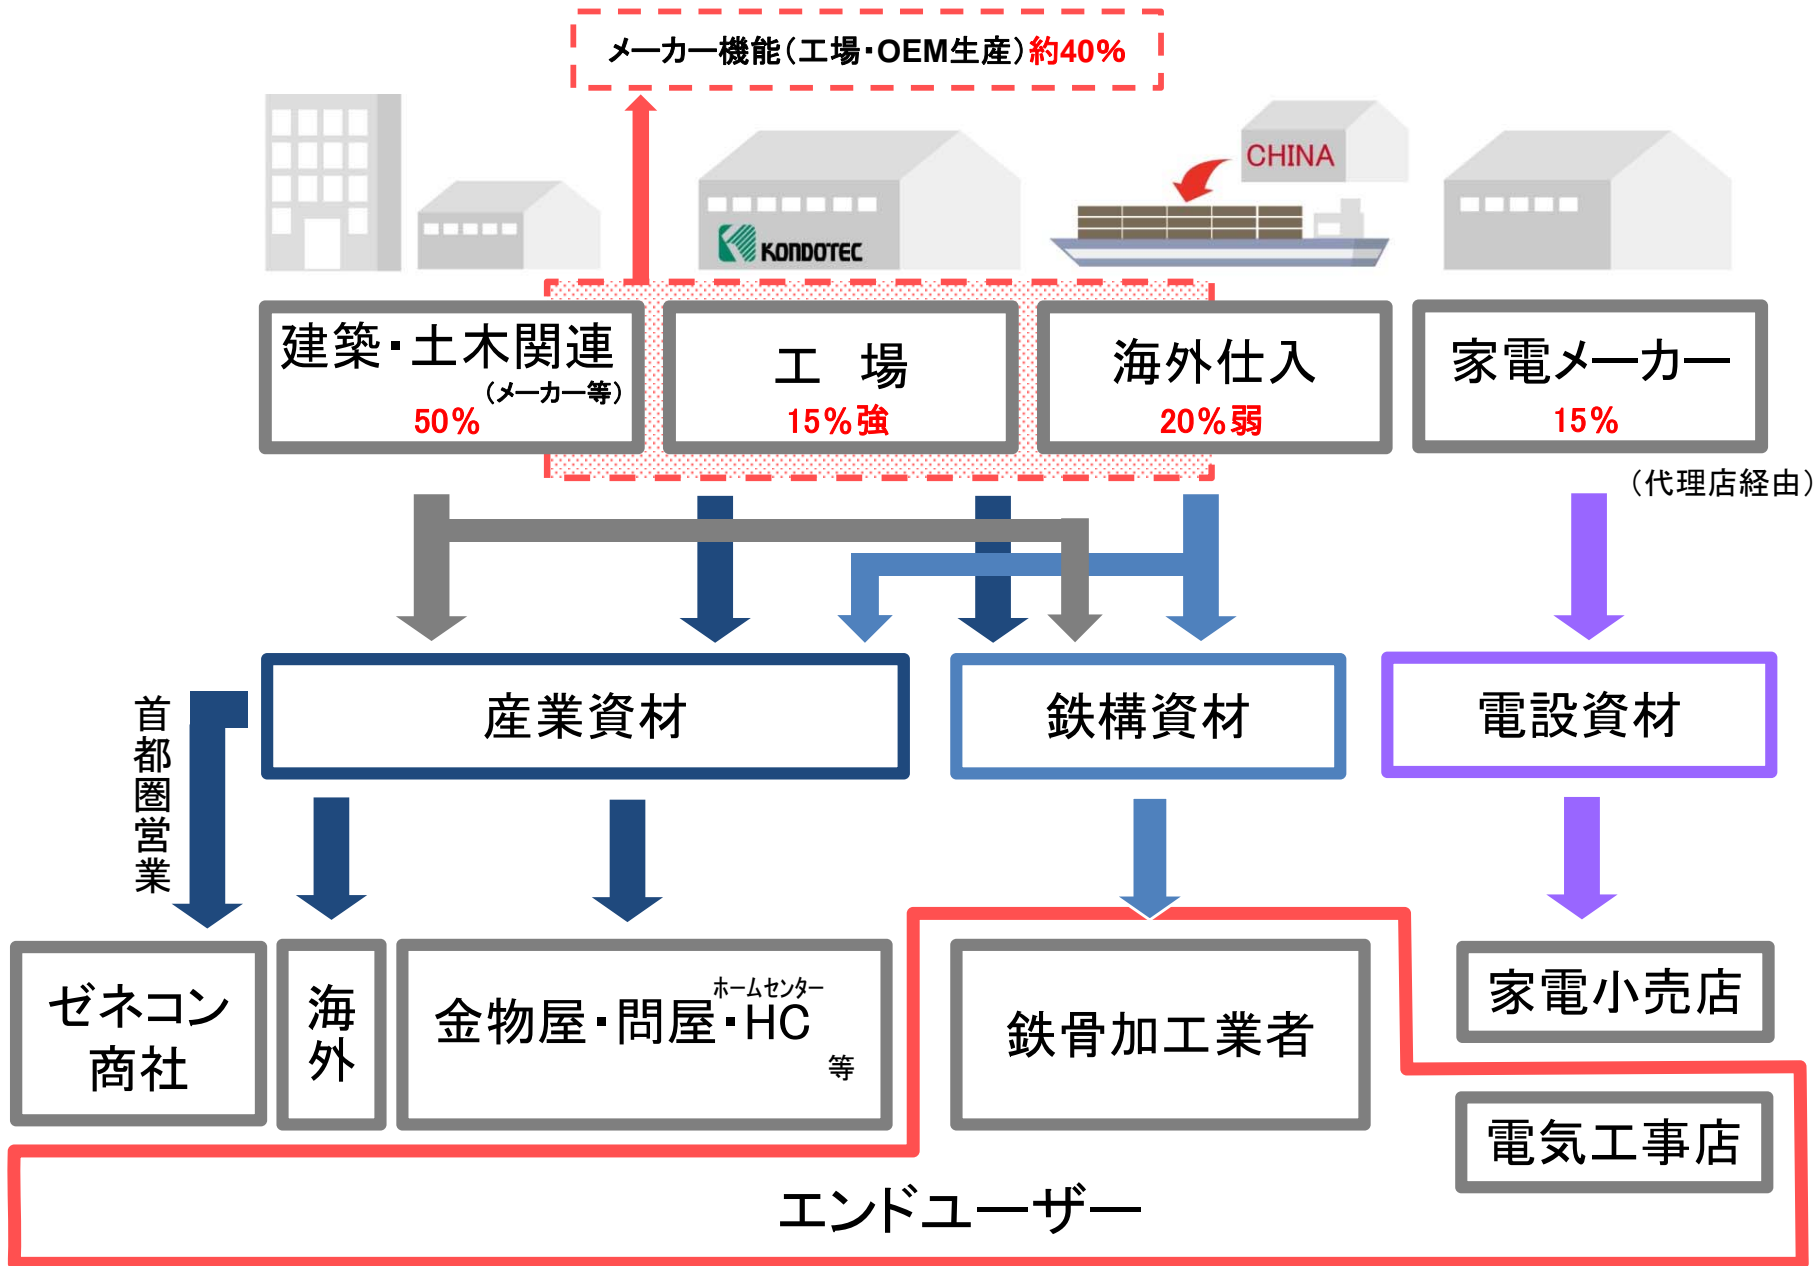 メーカー機能（工場・OEM生産）約40%
CHINA
KONDOTEC
建築・土木関連
（メーカー等）
50%
工　場
15%強
海外仕入
20%弱
家電メーカー
15%
（代理店経由）
首都圏営業
産業資材
鉄構資材
電設資材
ゼネコン
商社
海外
ホームセンター
金物屋・問屋・HC
等
鉄骨加工業者
家電小売店
電気工事店
エンドユーザー